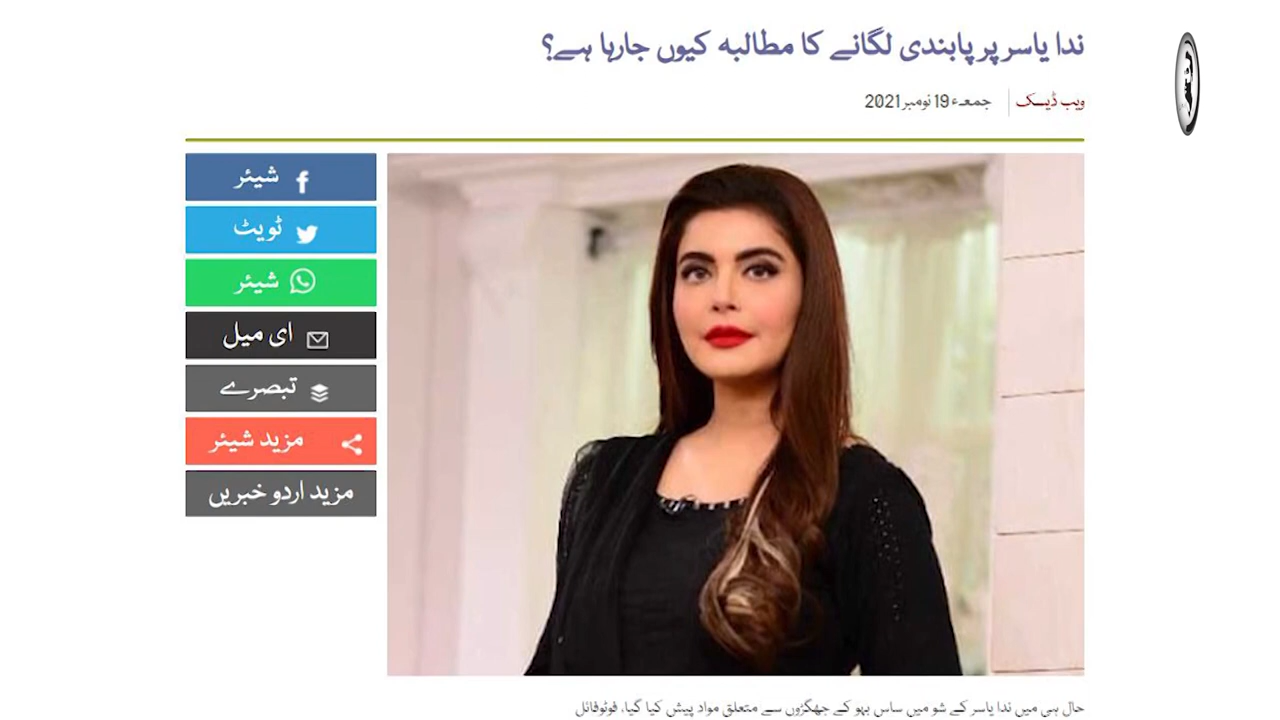 ندا یاسر پر پابندی لگانے کا مطالبہ کیوں جارہا ہے؟
ویب ڈیسک | جمعہء 19 نومبر 2021
شیئر
ٹویٹ
شیئر
ای میل
تبصرے
مزید شیئر
مزید اردو خبریں
حال ہی میں ندا یاسر کے شو میں ساس بہو کے جھگڑوں سے متعلق مواد پیش کیا گیا، فوٹوفائل